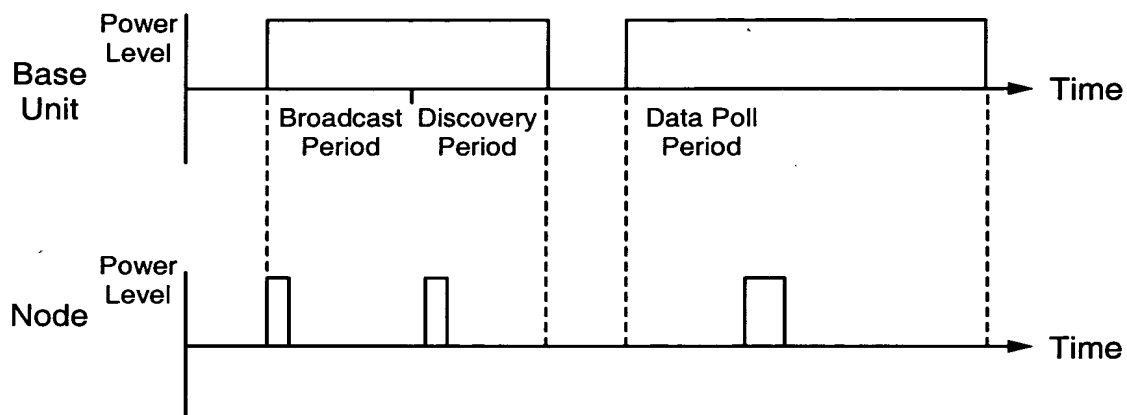 Power
Level
Base
Unit
Time
Broadcast
Period
Discovery
Period
Data Poll
Period
Power
Level
Node
Time